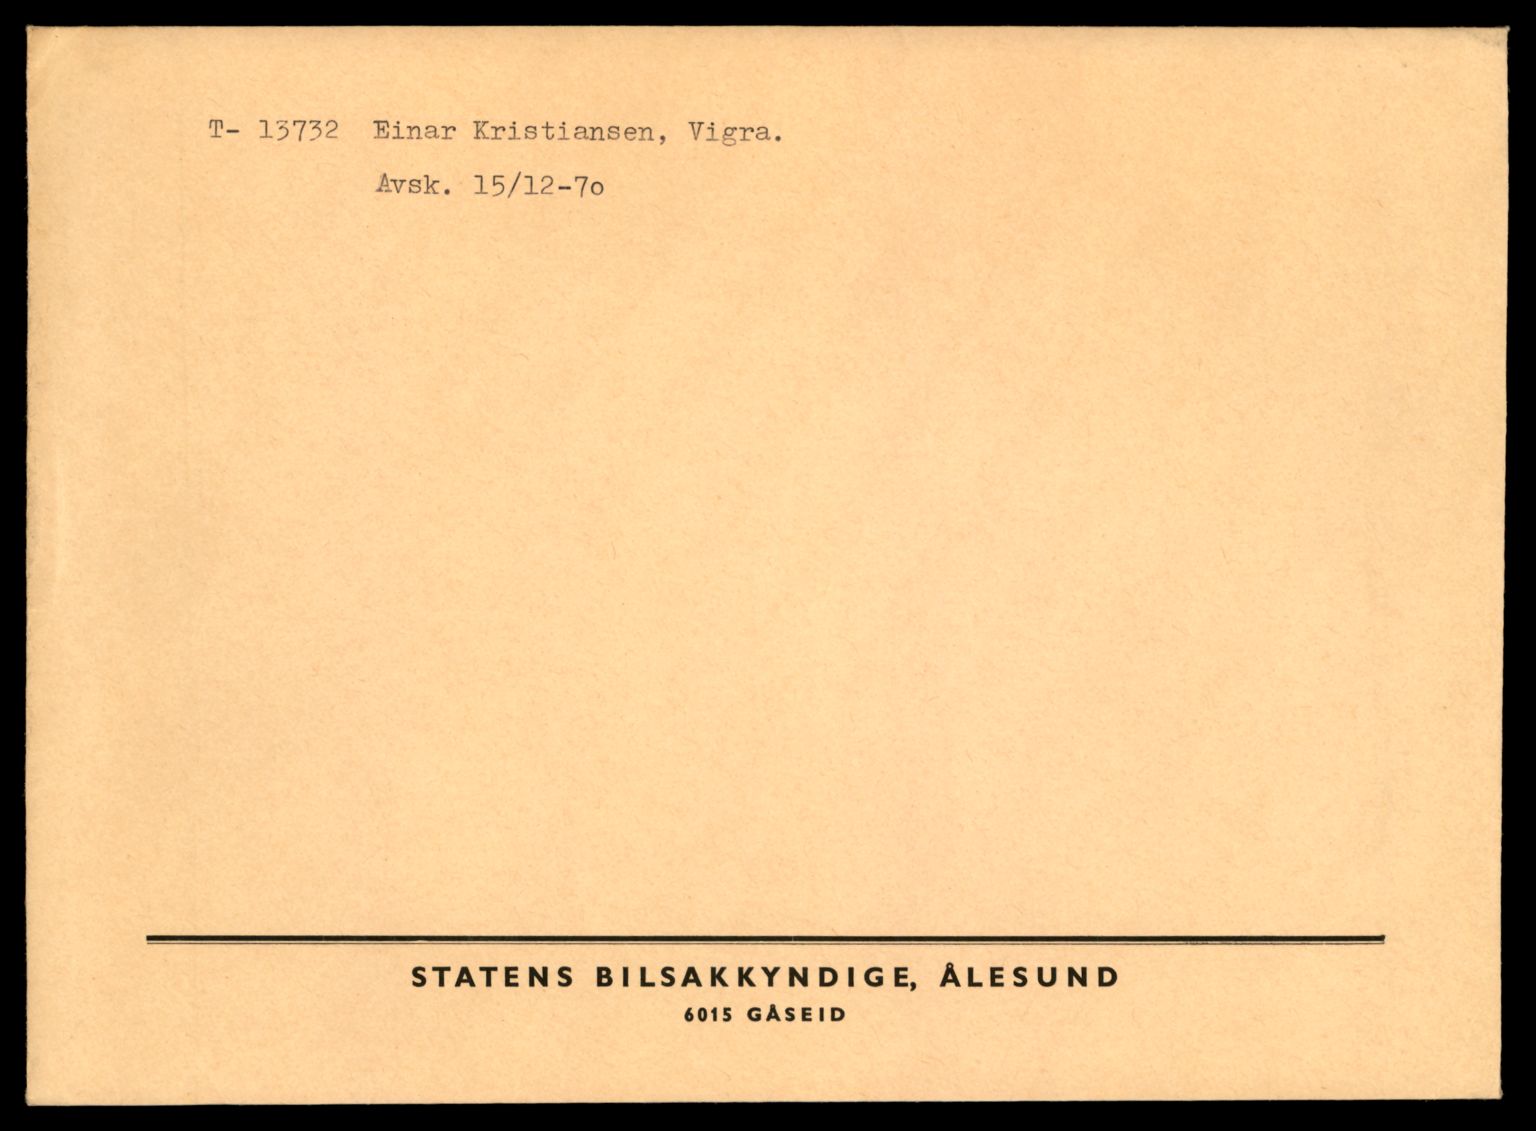 T- 13732 Einar Kristiansen, Vigra.
Avsk. 15/12-7o
STATENS BILSAKKYNDIGE, ÅLESUND
6015 GÅSEID